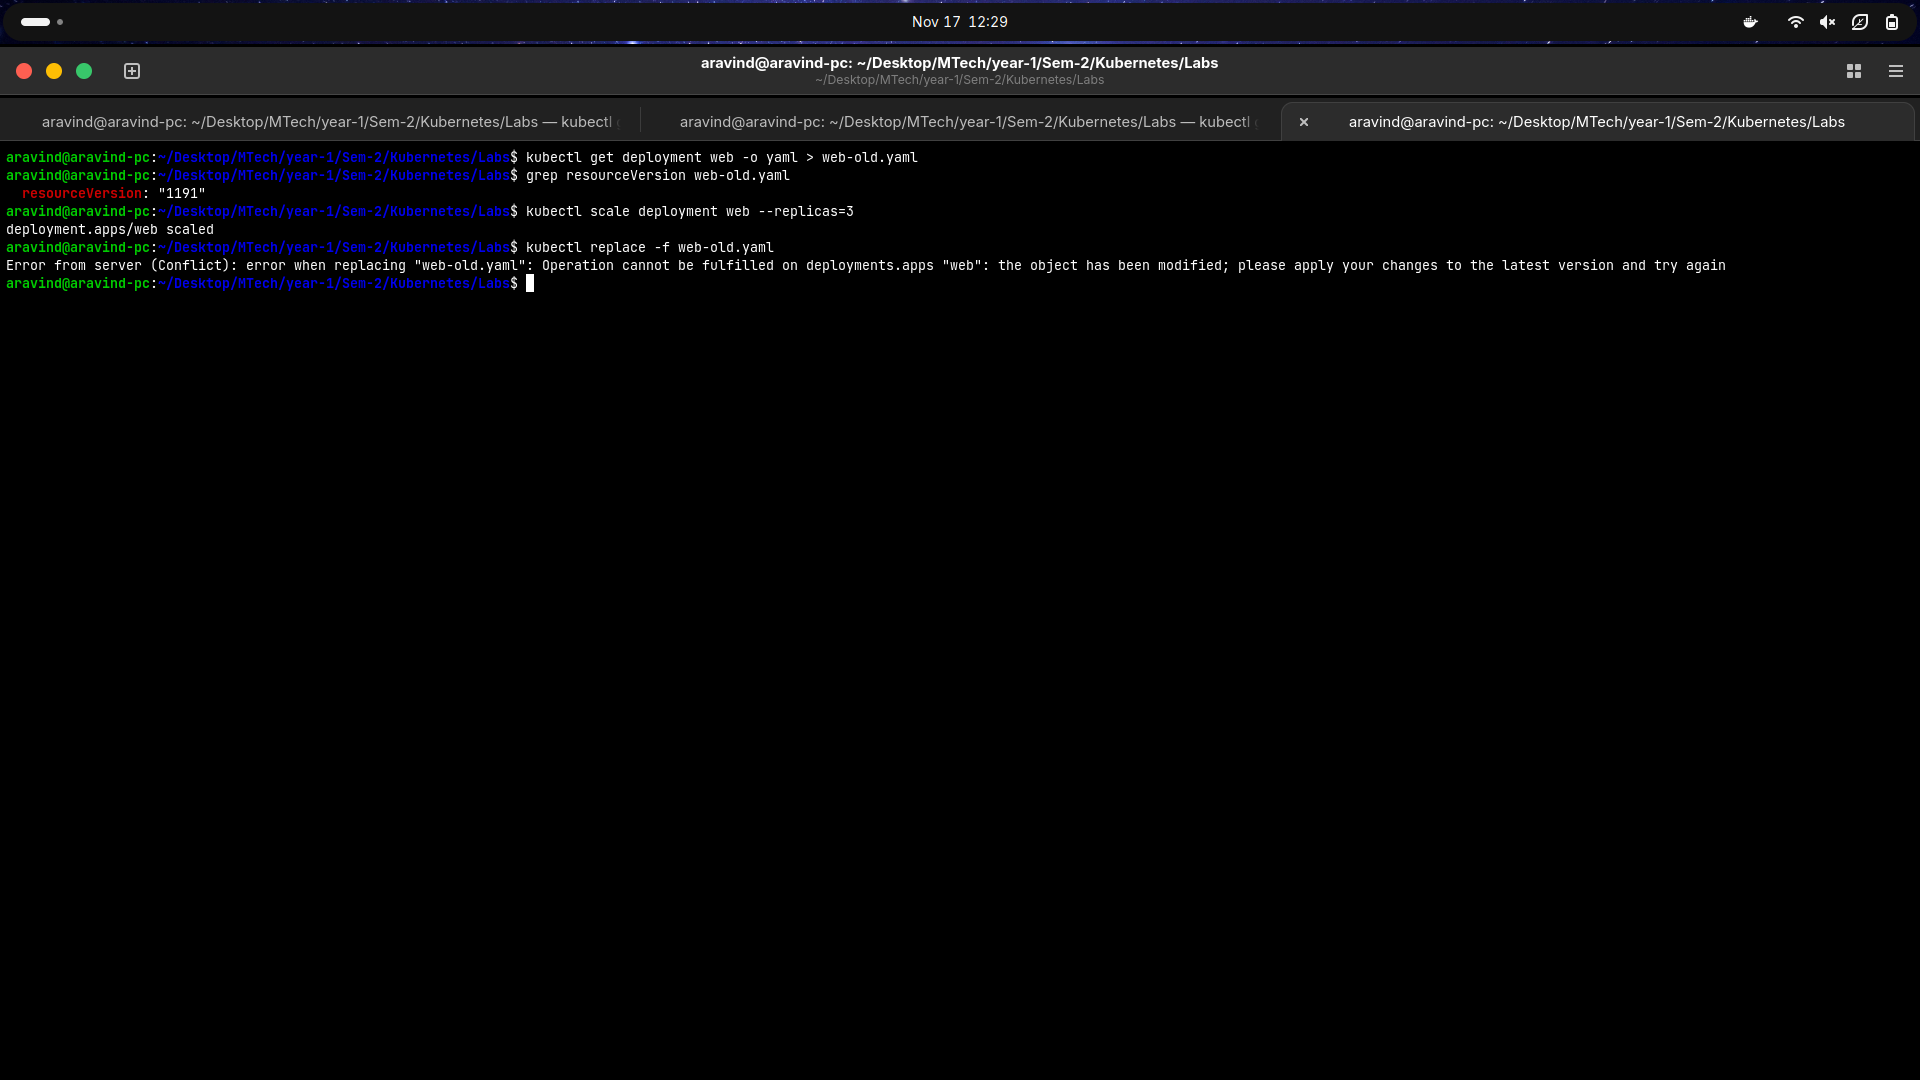 Nov 17 12:29
aravind@aravind-pc: ~/Desktop/MTech/year-1/Sem-2/Kubernetes/Labs
~/Desktop/MTech/year-1/Sem-2/Kubernetes/Labs
aravind@aravind-pc: ~/Desktop/MTech/year-1/Sem-2/Kubernetes/Labs — kubectl
aravind@aravind-pc: ~/Desktop/MTech/year-1/Sem-2/Kubernetes/Labs — kubectl
aravind@aravind-pc: ~/Desktop/MTech/year-1/Sem-2/Kubernetes/Labs
aravind@aravind-pc:~/Desktop/MTech/year-1/Sem-2/Kubernetes/Labs$ kubectl get deployment web -o yaml > web-old.yaml
aravind@aravind-pc:~/Desktop/MTech/year-1/Sem-2/Kubernetes/Labs$ grep resourceVersion web-old.yaml
  resourceVersion: "1191"
aravind@aravind-pc:~/Desktop/MTech/year-1/Sem-2/Kubernetes/Labs$ kubectl scale deployment web --replicas=3
deployment.apps/web scaled
aravind@aravind-pc:~/Desktop/MTech/year-1/Sem-2/Kubernetes/Labs$ kubectl replace -f web-old.yaml
Error from server (Conflict): error when replacing "web-old.yaml": Operation cannot be fulfilled on deployments.apps "web": the object has been modified; please apply your changes to the latest version and try again
aravind@aravind-pc:~/Desktop/MTech/year-1/Sem-2/Kubernetes/Labs$